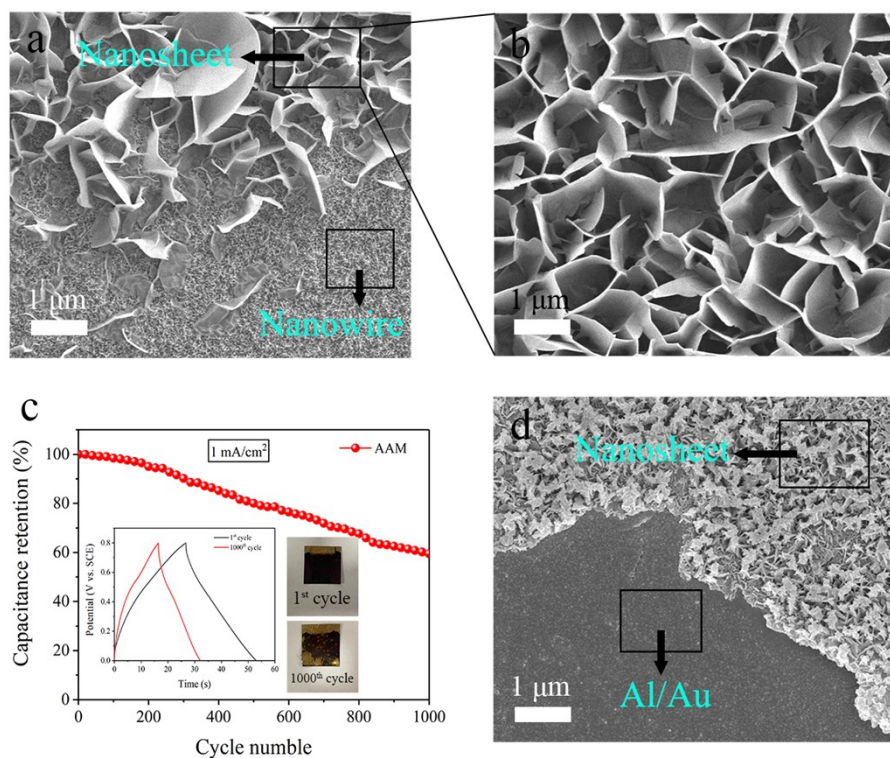 a
Nanosheet
1 μm
Nanowire
b
1 μm
c
Capacitance retention (%)
100
80
60
40
20
0
1 mA/cm²
AAM
Potential (V vs. SCE)
0.8
0.6
0.4
0.2
0.0
1st cycle
1000th cycle
0 10 20 30 40 50 60
Time (s)
1st cycle
1000th cycle
0 200 400 600 800 1000
Cycle numble
d
Nanosheet
1 μm
Al/Au